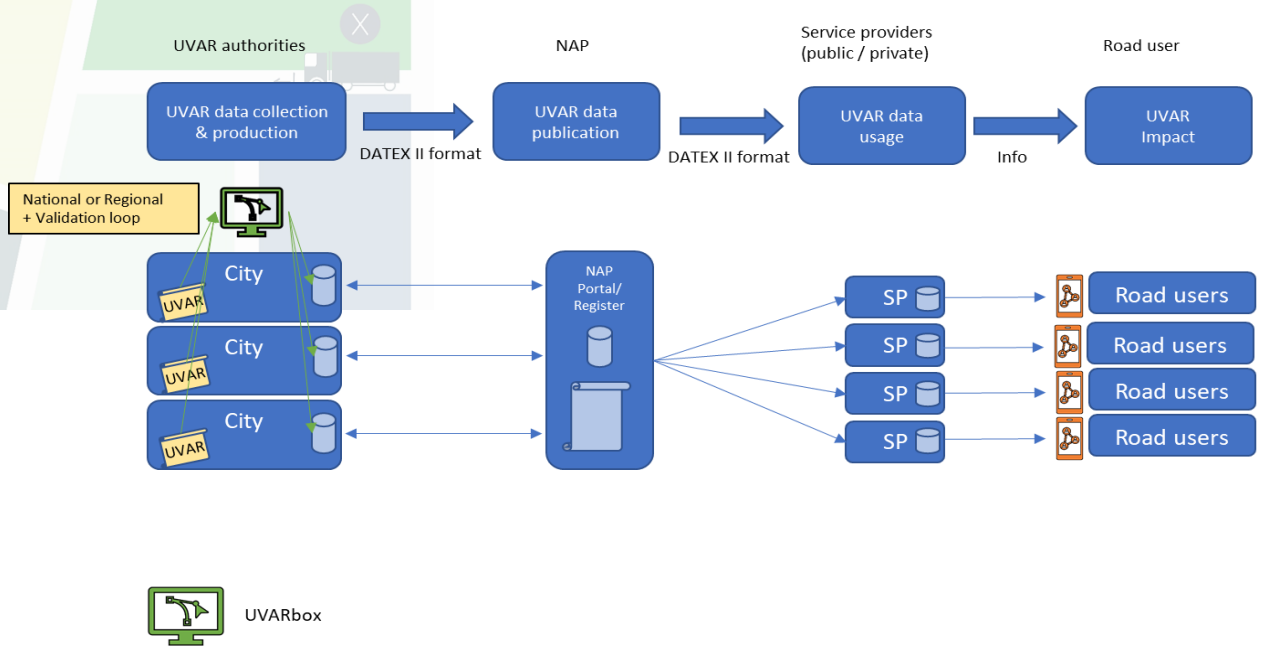 UVAR authorities
NAP
Service providers
(public / private)
Road user
X
UVAR data collection
& production
DATEX II format
UVAR data
publication
DATEX II format
UVAR data
usage
Info
UVAR
Impact
National or Regional
+ Validation loop
City
UVAR
City
UVAR
City
UVAR
NAP
Portal/
Register
SP
SP
SP
SP
Road users
Road users
Road users
Road users
UVARbox